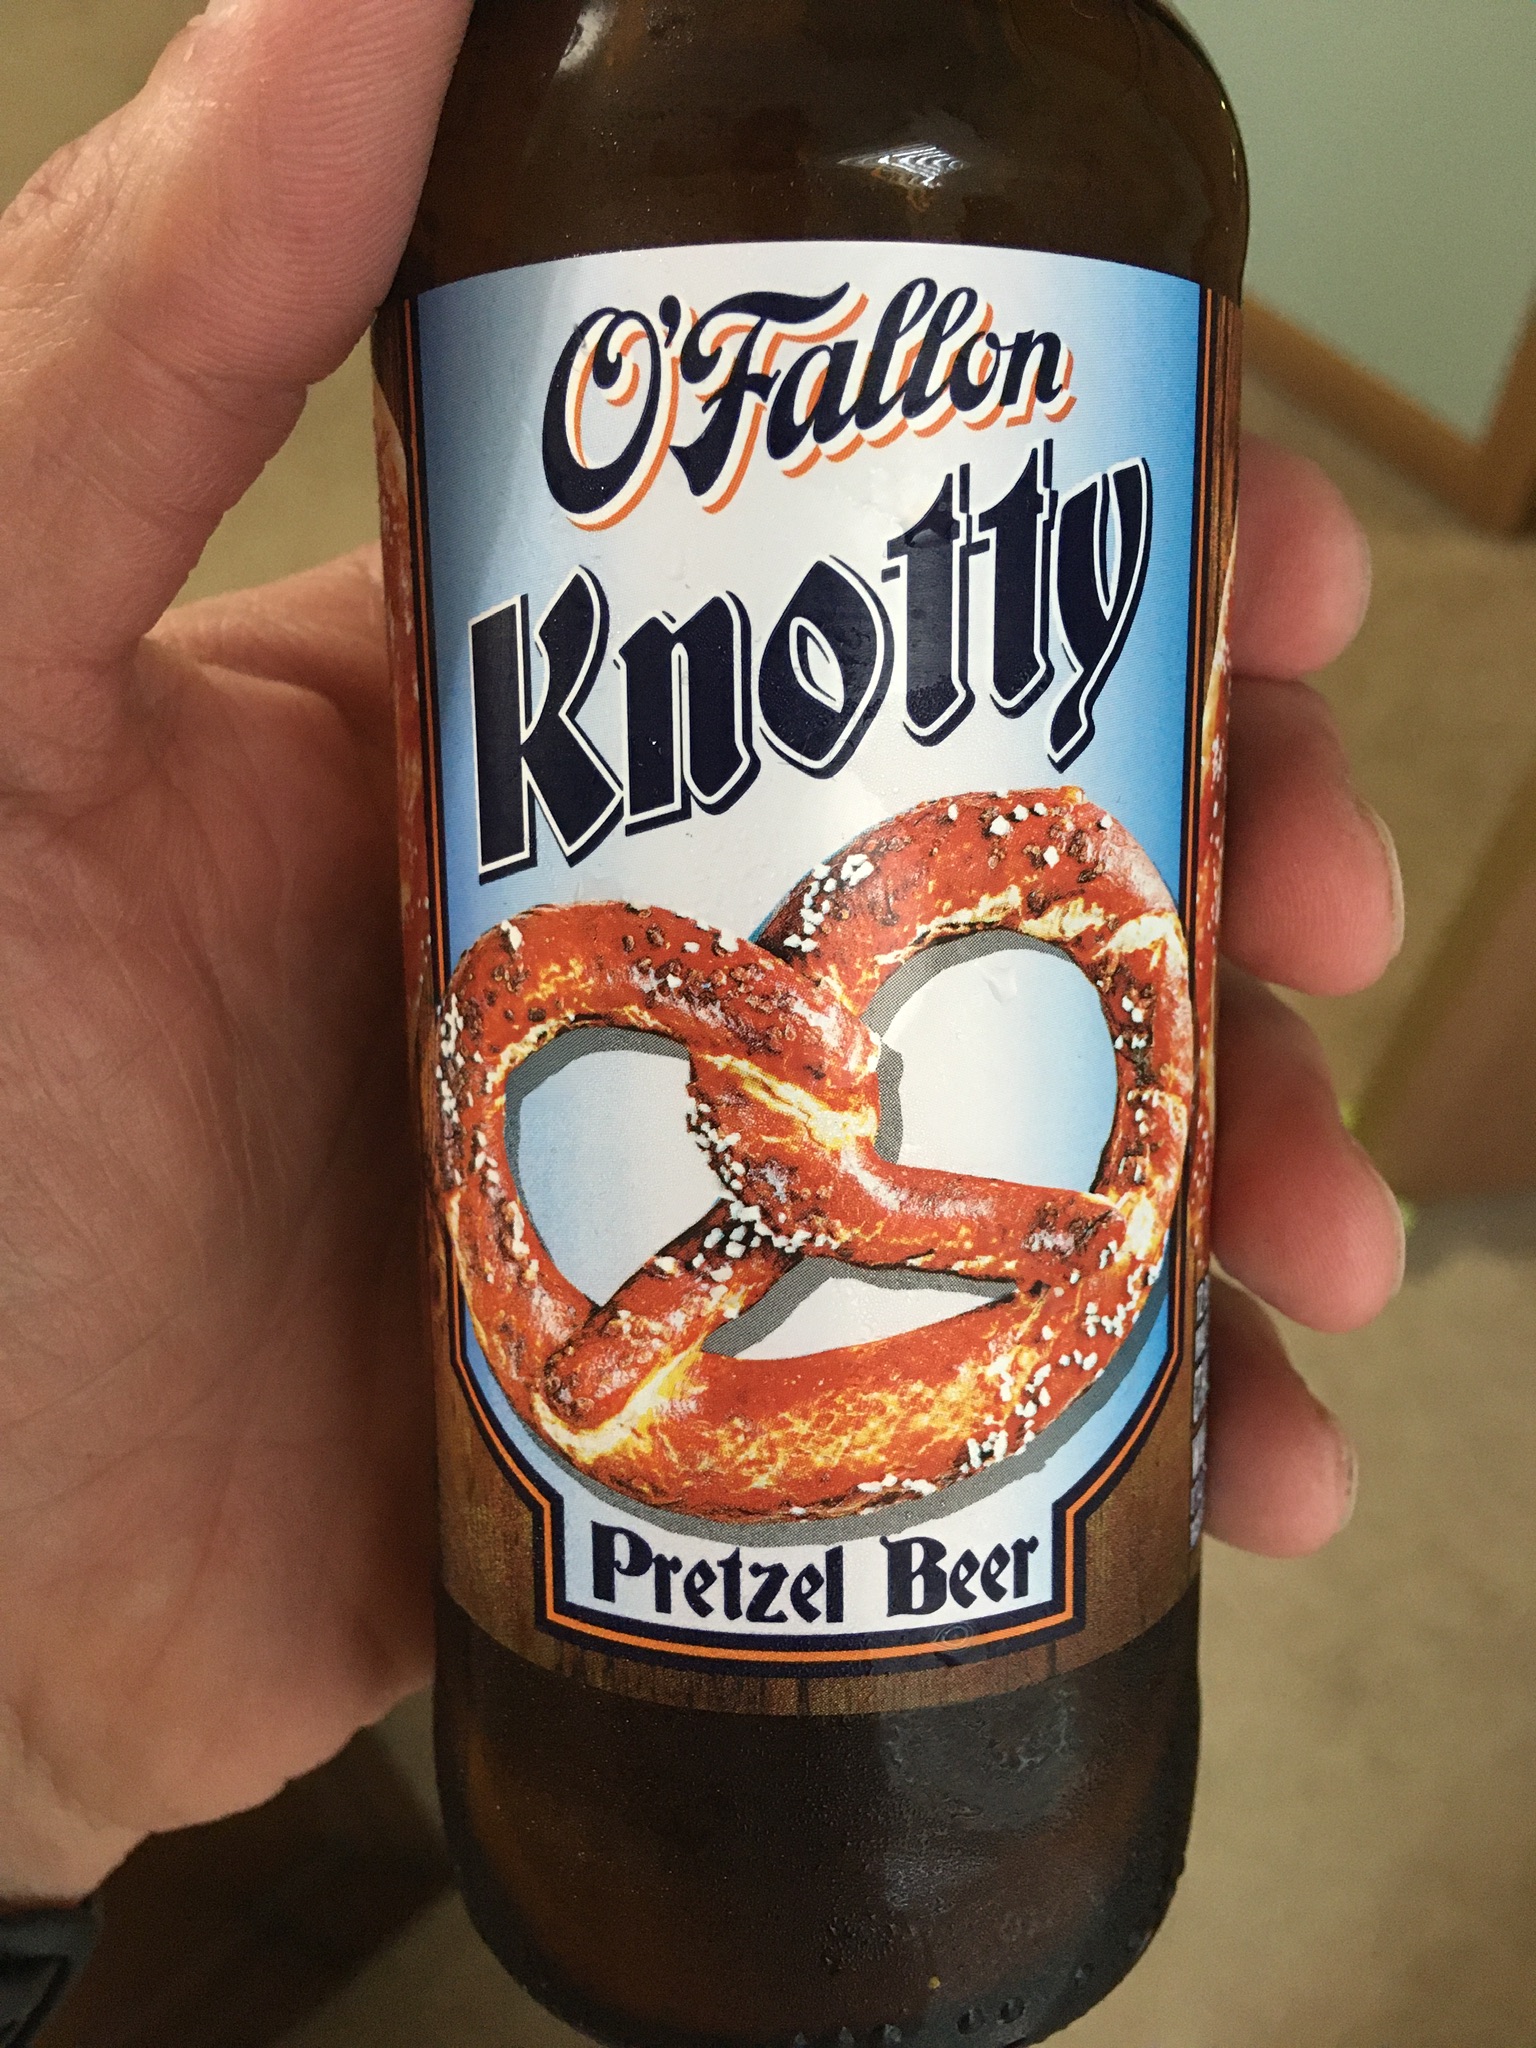 O'Fallon
Knotty
Pretzel Beer